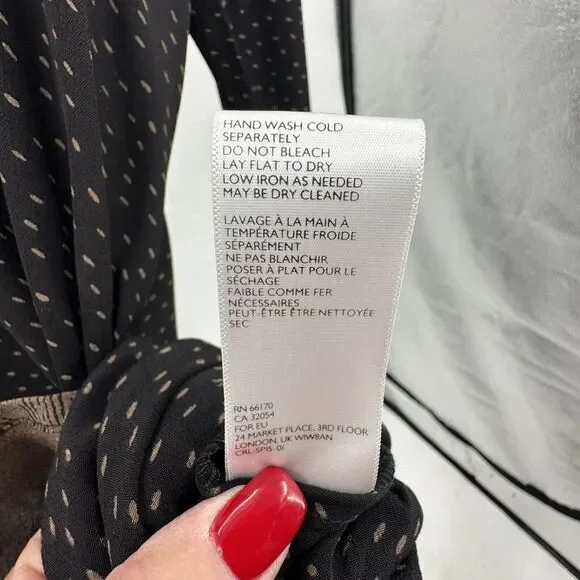 HAND WASH COLD
SEPARATELY
DO NOT BLEACH
LAY FLAT TO DRY
LOW IRON AS NEEDED
MAY BE DRY CLEANED
LAVAGE À LA MAIN À
TEMPÉRATURE FROIDE
SÉPARÉMENT
NE PAS BLANCHIR
POSER À PLAT POUR LE
SÉCHAGE
FAIBLE COMME FER
NÉCESSAIRES
PEUT-ÊTRE ÊTRE NETTOYÉE
SEC
RN 66170
CA 32054
FOR EU
24 MARKET PLACE, 3RD FLOOR
LONDON, UK W1W8AN
CRL-SP15-01